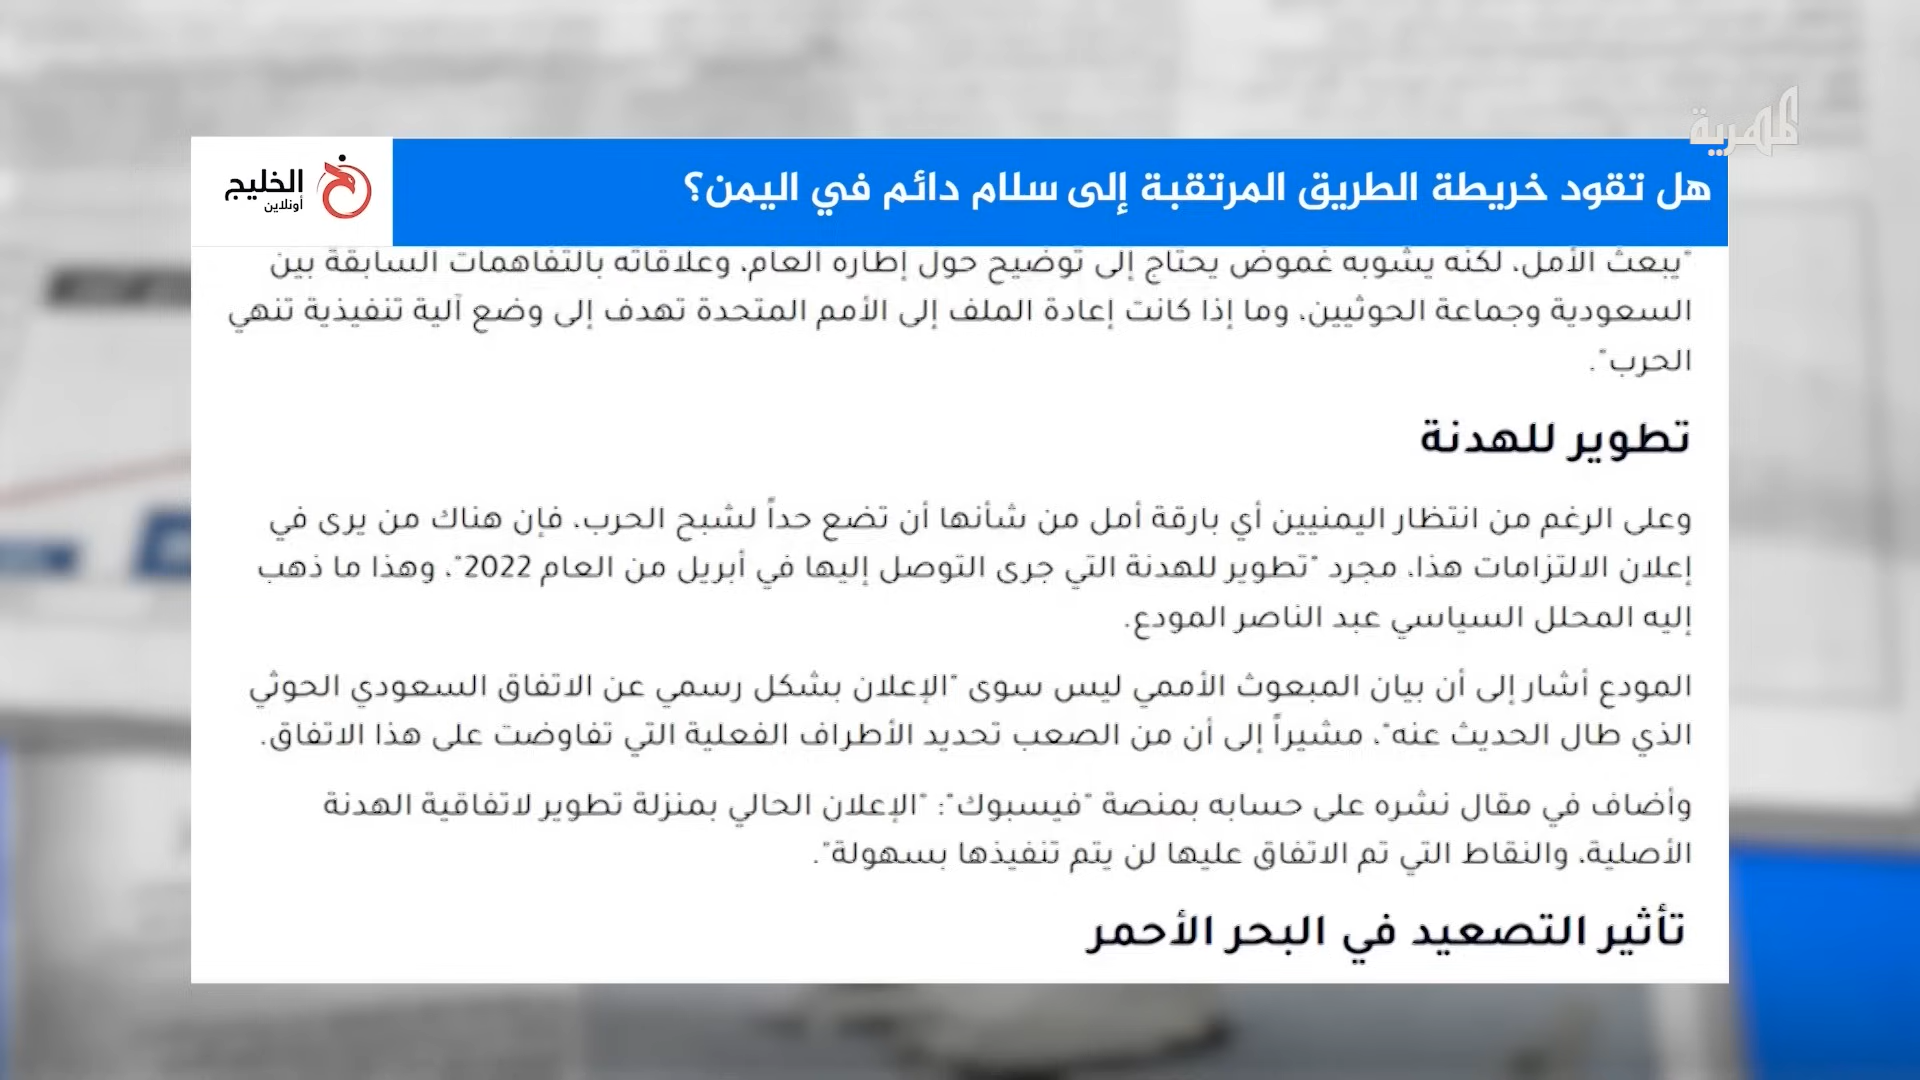 المهرية
هل تقود خريطة الطريق المرتقبة إلى سلام دائم في اليمن؟
الخليج
أونلاين
"يبعث الأمل، لكنه يشوبه غموض يحتاج إلى توضيح حول إطاره العام، وعلاقاته بالتفاهمات السابقة بين
السعودية وجماعة الحوثيين، وما إذا كانت إعادة الملف إلى الأمم المتحدة تهدف إلى وضع آلية تنفيذية تنهي
الحرب".
تطوير للهدنة
وعلى الرغم من انتظار اليمنيين أي بارقة أمل من شأنها أن تضع حداً لشبح الحرب، فإن هناك من يرى في
إعلان الالتزامات هذا، مجرد "تطوير للهدنة التي جرى التوصل إليها في أبريل من العام 2022"، وهذا ما ذهب
إليه المحلل السياسي عبد الناصر المودع.
المودع أشار إلى أن بيان المبعوث الأممي ليس سوى "الإعلان بشكل رسمي عن الاتفاق السعودي الحوثي
الذي طال الحديث عنه"، مشيراً إلى أن من الصعب تحديد الأطراف الفعلية التي تفاوضت على هذا الاتفاق.
وأضاف في مقال نشره على حسابه بمنصة "فيسبوك": "الإعلان الحالي بمنزلة تطوير لاتفاقية الهدنة
الأصلية، والنقاط التي تم الاتفاق عليها لن يتم تنفيذها بسهولة".
تأثير التصعيد في البحر الأحمر